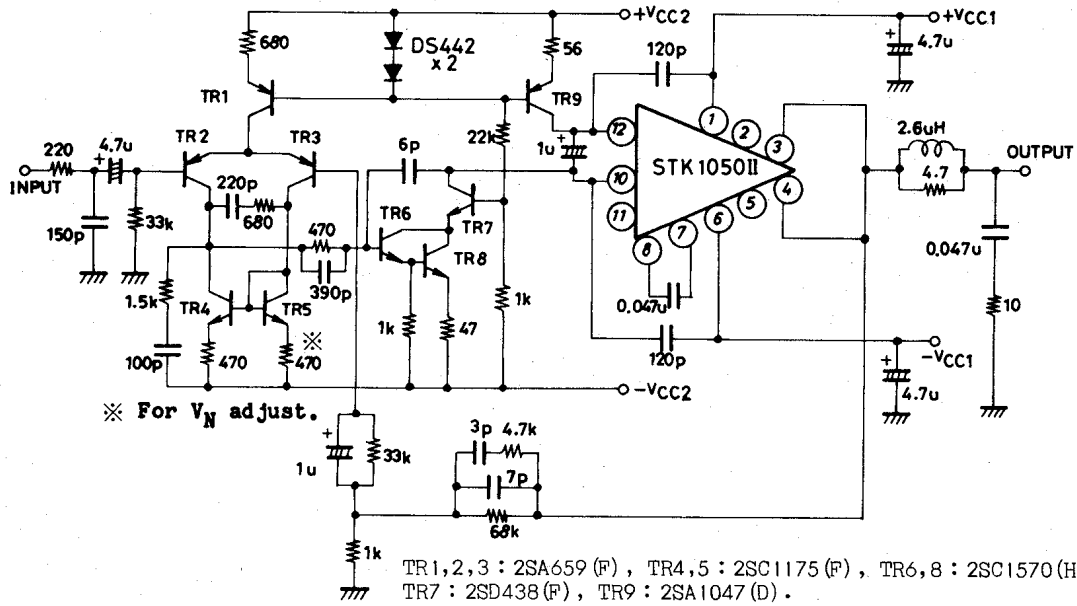 +VCC2
680
DS442
x 2
56
120p
4.7u
+VCC1
TR1
TR9
TR2
TR3
22k
12
1
2
3
2.6uH
4.7u
6p
1u
10
STK1050II
4
OUTPUT
220
INPUT
220p
680
TR7
11
5
4.7
150p
33k
TR6
470
TR8
8
7
6
0.047u
390p
1.5k
TR4
TR5
1k
0.047u
10
470
※
470
1k
47
120p
-VCC1
100p
-VCC2
4.7u
※ For VN adjust.
3p
4.7k
1u
33k
7p
68k
1k
TR1,2,3 : 2SA659(F), TR4,5 : 2SC1175(F), TR6,8 : 2SC1570(H
TR7 : 2SD438(F), TR9 : 2SA1047(D).